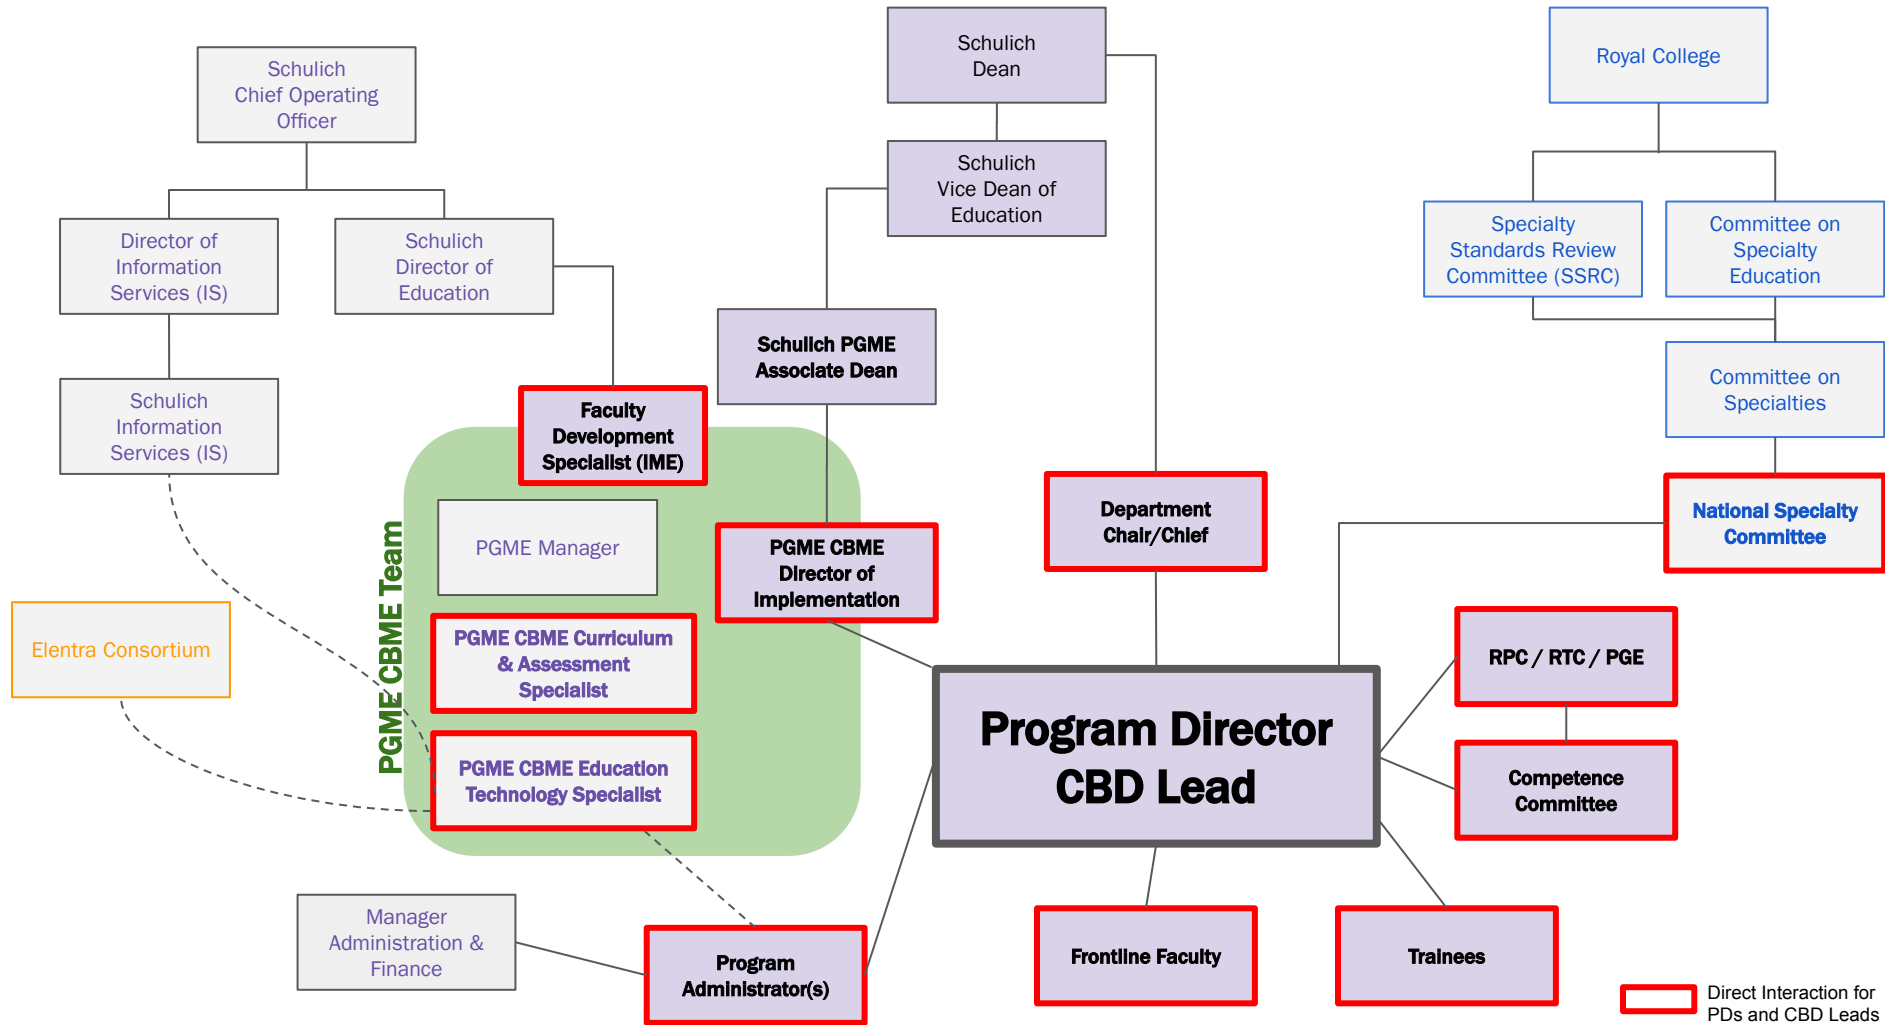 Schulich
Dean
Royal College
Schulich
Chief Operating
Officer
Schulich
Vice Dean of
Education
Director of
Information
Services (IS)
Schulich
Director of
Education
Specialty
Standards Review
Committee (SSRC)
Committee on
Specialty
Education
Schulich PGME
Associate Dean
Committee on
Specialties
Schulich
Information
Services (IS)
Faculty
Development
Specialist (IME)
Department
Chair/Chief
National Specialty
Committee
PGME CBME Team
PGME Manager
PGME CBME
Director of
Implementation
Elentra Consortium
PGME CBME Curriculum
& Assessment
Specialist
RPC / RTC / PGE
Program Director
CBD Lead
PGME CBME Education
Technology Specialist
Competence
Committee
Manager
Administration &
Finance
Program
Administrator(s)
Frontline Faculty
Trainees
Direct Interaction for
PDs and CBD Leads